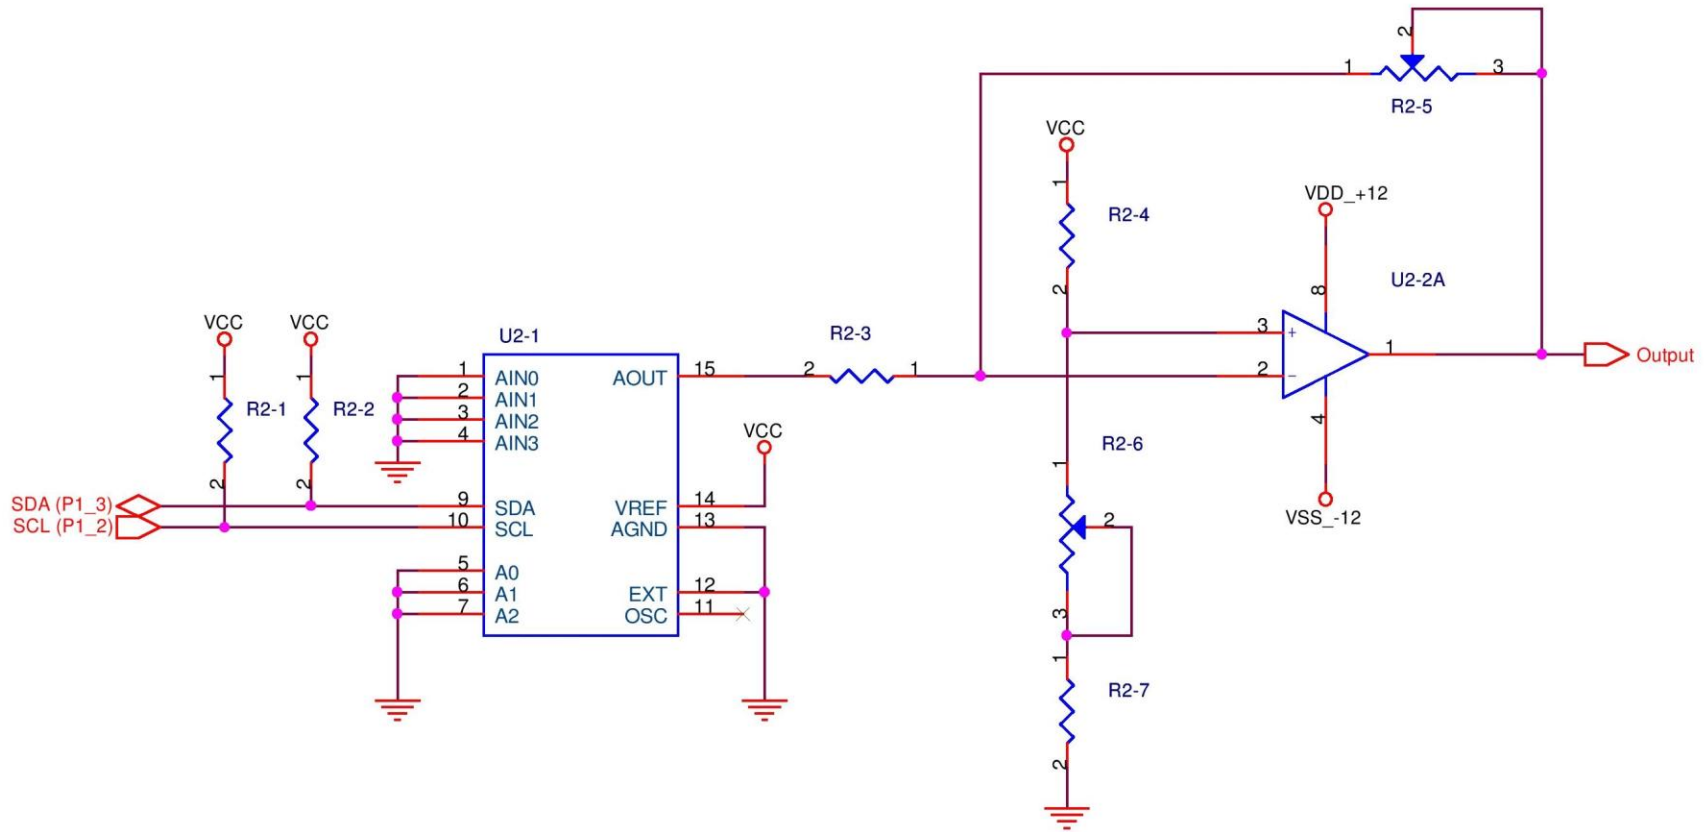 2
1
3
R2-5
VCC
1
R2-4
2
VDD_+12
8
U2-2A
3
+
2
−
1
Output
4
VSS_-12
VCC
VCC
1
1
R2-1
R2-2
2
2
SDA (P1_3)
SCL (P1_2)
U2-1
1
AIN0
2
AIN1
3
AIN2
4
AIN3
9
SDA
10
SCL
5
A0
6
A1
7
A2
AOUT
15
VREF
14
AGND
13
EXT
12
OSC
11
VCC
R2-3
2
1
R2-6
1
2
3
1
R2-7
2